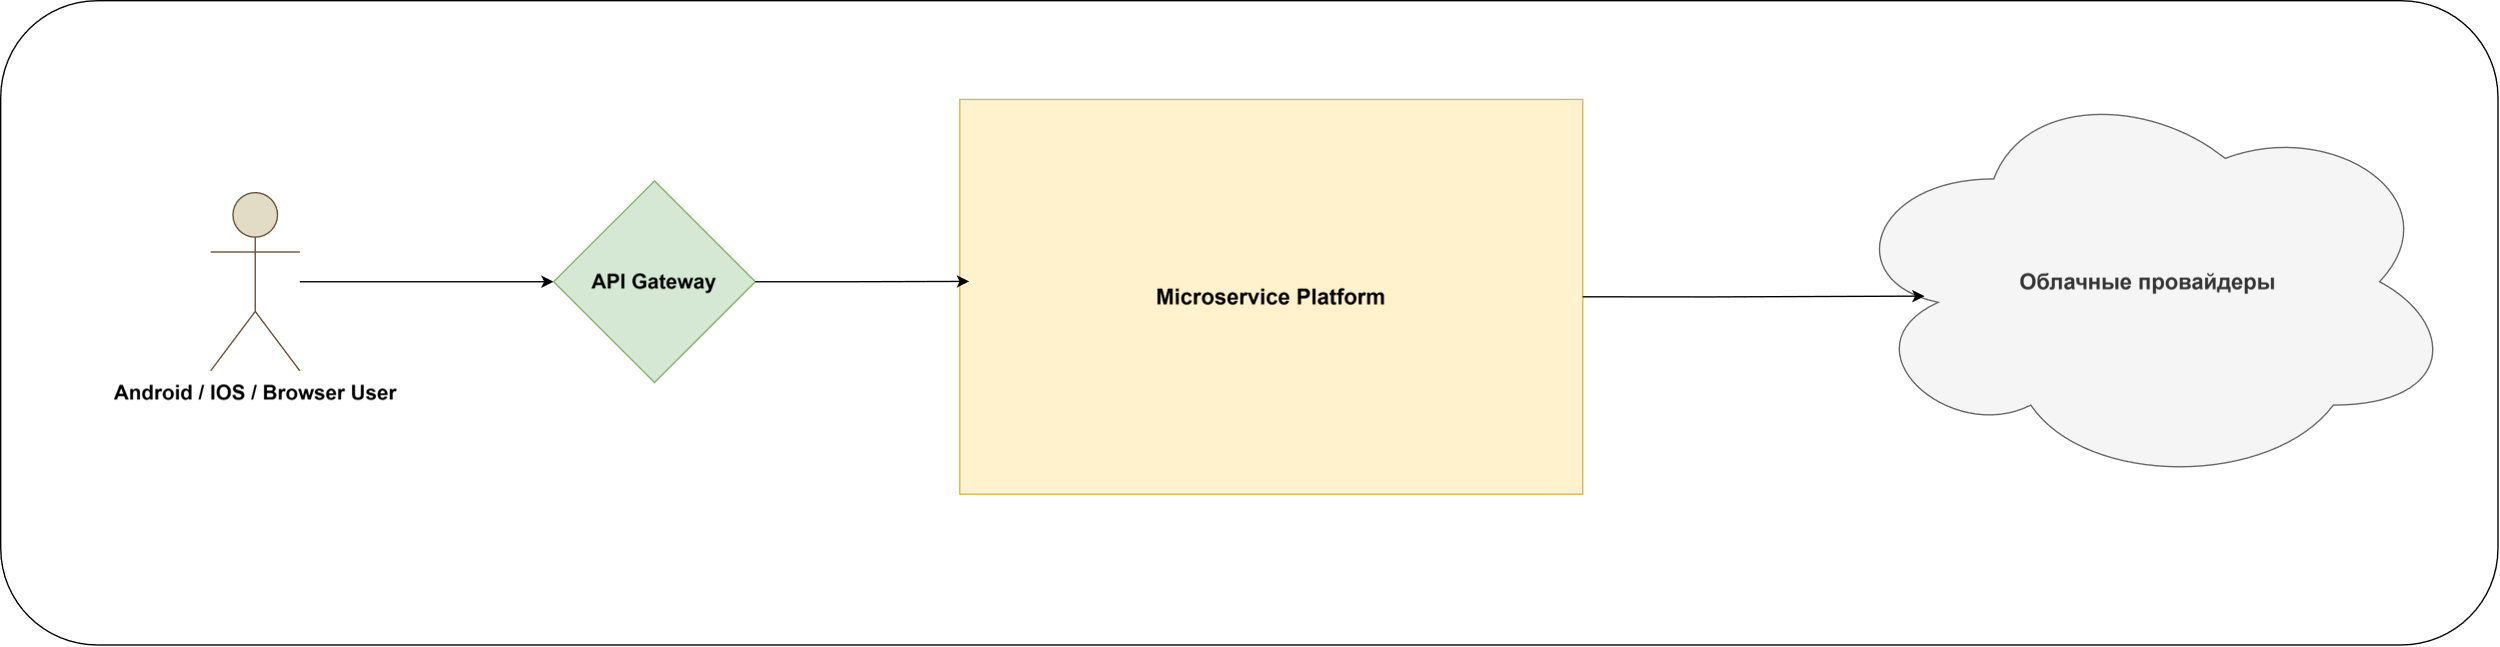 Android / IOS / Browser User
API Gateway
Microservice Platform
Облачные провайдеры